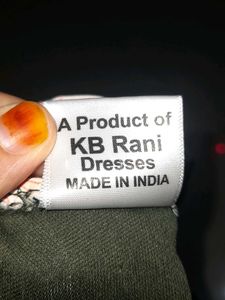 A Product of
KB Rani
Dresses
MADE IN INDIA